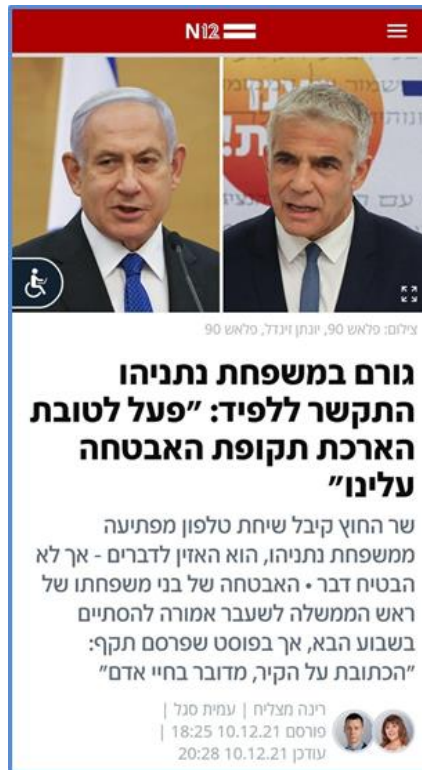 N12
צילום: פלאש 90, יונתן זינדל, פלאש 90
גורם במשפחת נתניהו
התקשר ללפיד: "פעל לטובת
הארכת תקופת האבטחה
עלינו"
שר החוץ קיבל שיחת טלפון מפתיעה
ממשפחת נתניהו, הוא האזין לדברים - אך לא
הבטיח דבר • האבטחה של בני משפחתו של
ראש הממשלה לשעבר אמורה להסתיים
בשבוע הבא, אך בפוסט שפרסם תקף:
"הכתובת על הקיר, מדובר בחיי אדם"
רינה מצליח | עמית סגל |
פורסם 10.12.21 18:25 |
עודכן 10.12.21 20:28